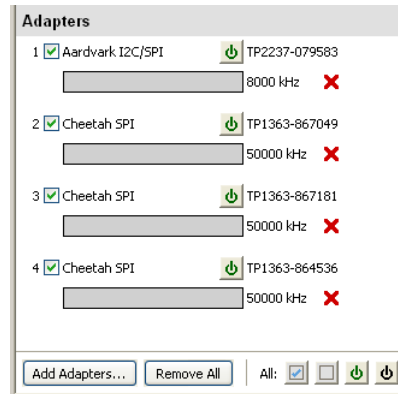 Adapters
1 Aardvark I2C/SPI TP2237-079583
8000 kHz
2 Cheetah SPI TP1363-867049
50000 kHz
3 Cheetah SPI TP1363-867181
50000 kHz
4 Cheetah SPI TP1363-864536
50000 kHz
Add Adapters... Remove All All: